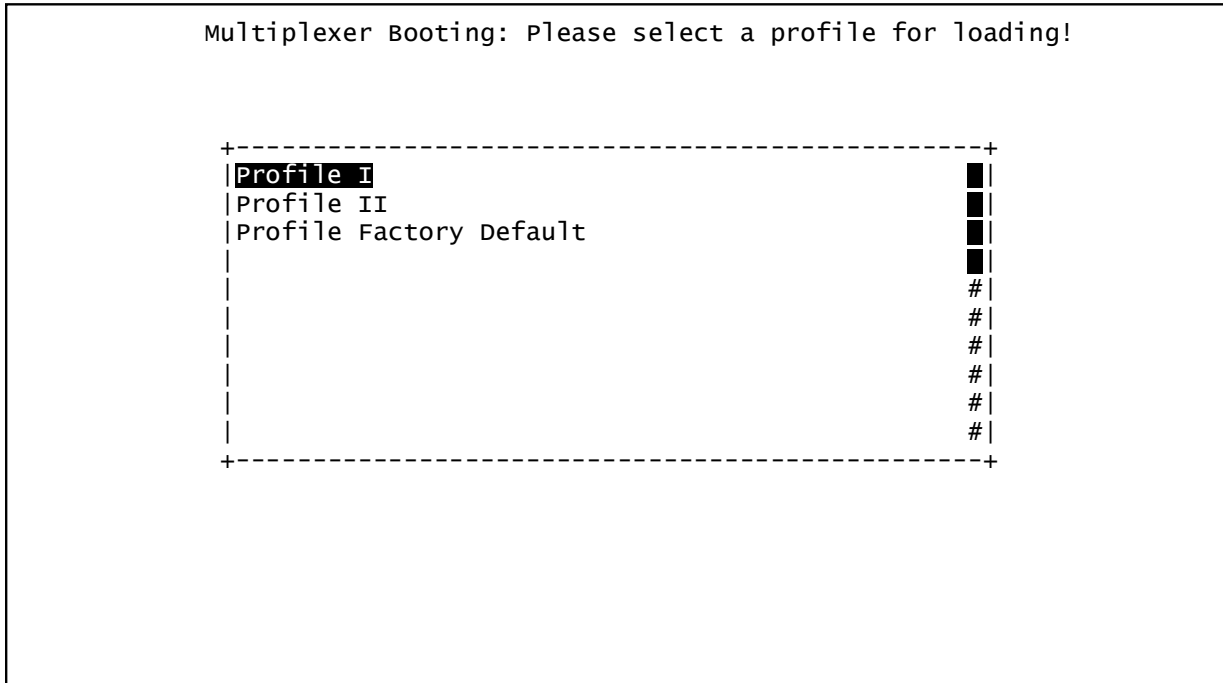 Multiplexer Booting: Please select a profile for loading!
+-------------------------------------------------+
|Profile I █|
|Profile II █|
|Profile Factory Default █|
| █|
| #|
| #|
| #|
| #|
| #|
| #|
+-------------------------------------------------+